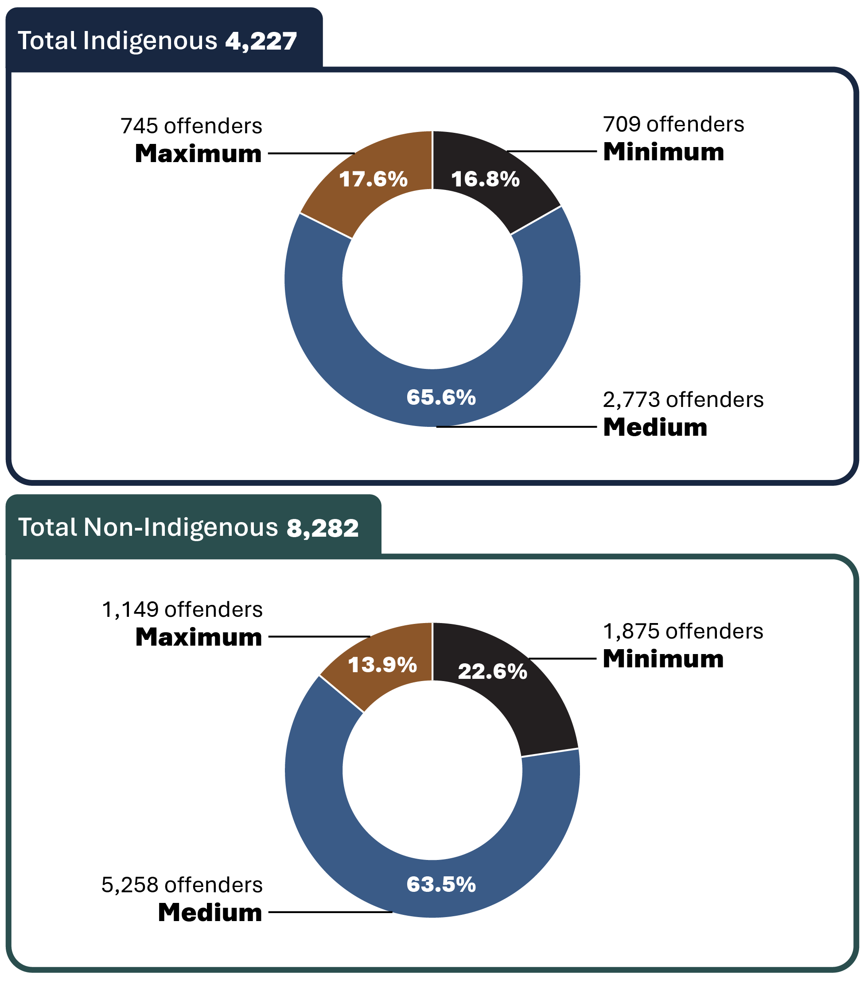 Total Indigenous 4,227
745 offenders
Maximum
709 offenders
Minimum
17.6%
16.8%
65.6%
2,773 offenders
Medium
Total Non-Indigenous 8,282
1,149 offenders
Maximum
1,875 offenders
Minimum
13.9%
22.6%
63.5%
5,258 offenders
Medium